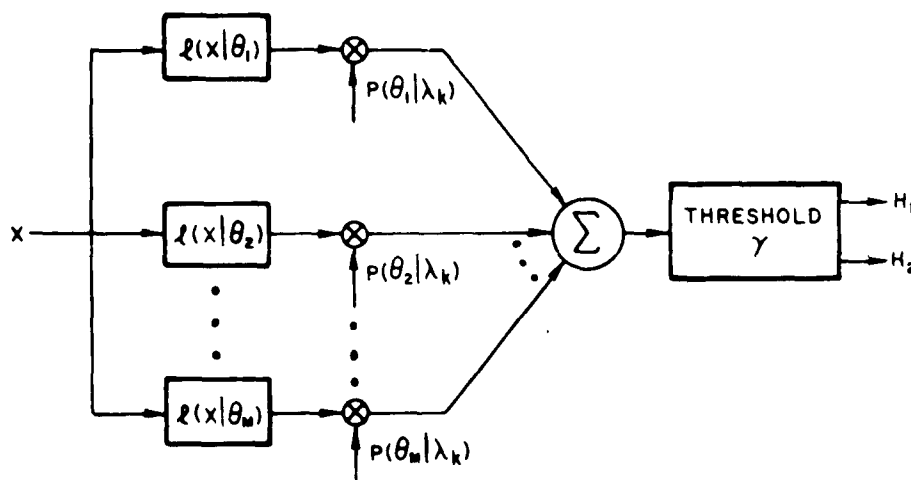 ℓ(X|θ₁)
P(θ₁|λₖ)
X
ℓ(X|θ₂)
P(θ₂|λₖ)
Σ
THRESHOLD
γ
H₁
H₂
ℓ(X|θₘ)
P(θₘ|λₖ)